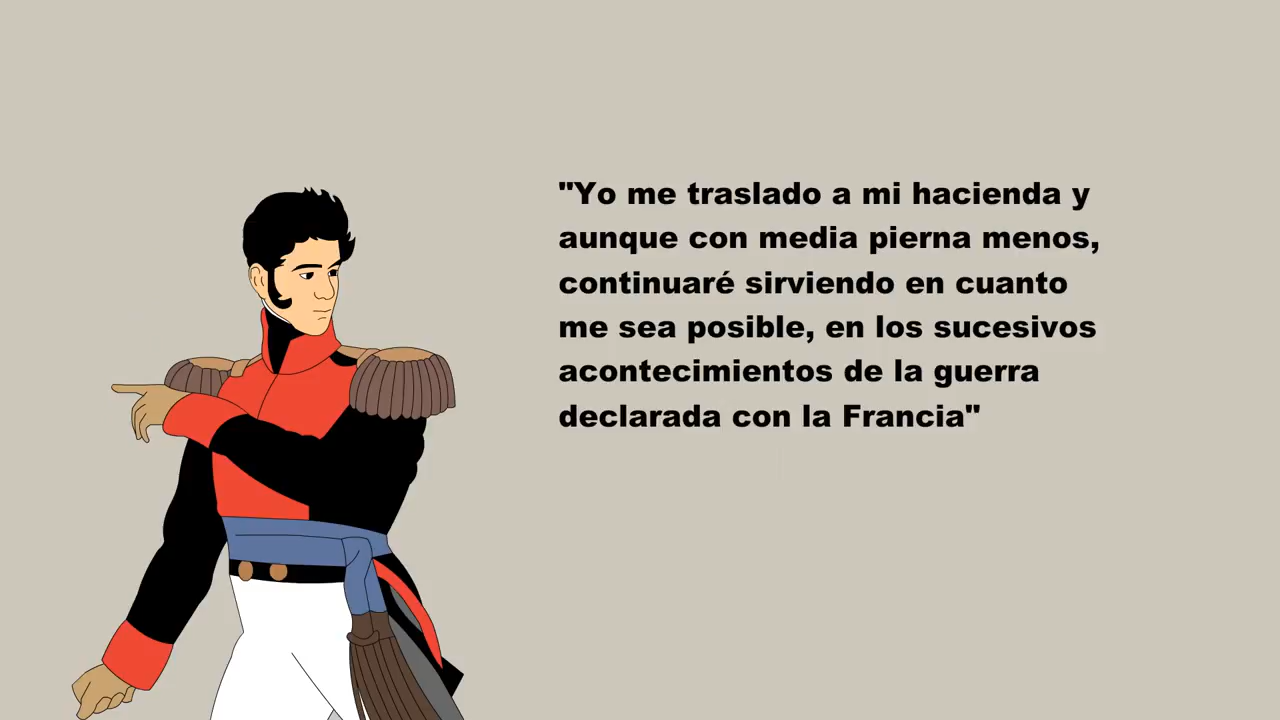 "Yo me traslado a mi hacienda y
aunque con media pierna menos,
continuaré sirviendo en cuanto
me sea posible, en los sucesivos
acontecimientos de la guerra
declarada con la Francia"